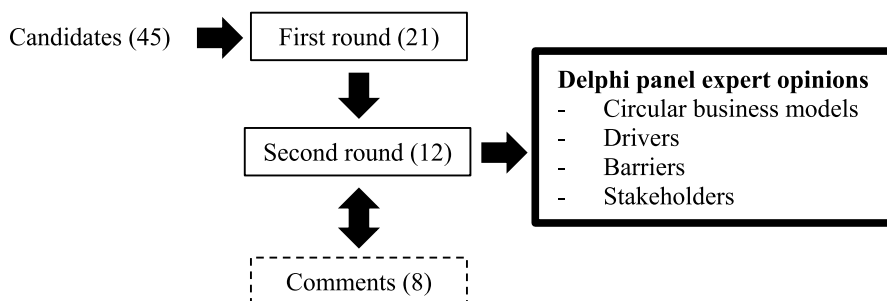 Candidates (45)
First round (21)
Second round (12)
Comments (8)
Delphi panel expert opinions
- Circular business models
- Drivers
- Barriers
- Stakeholders